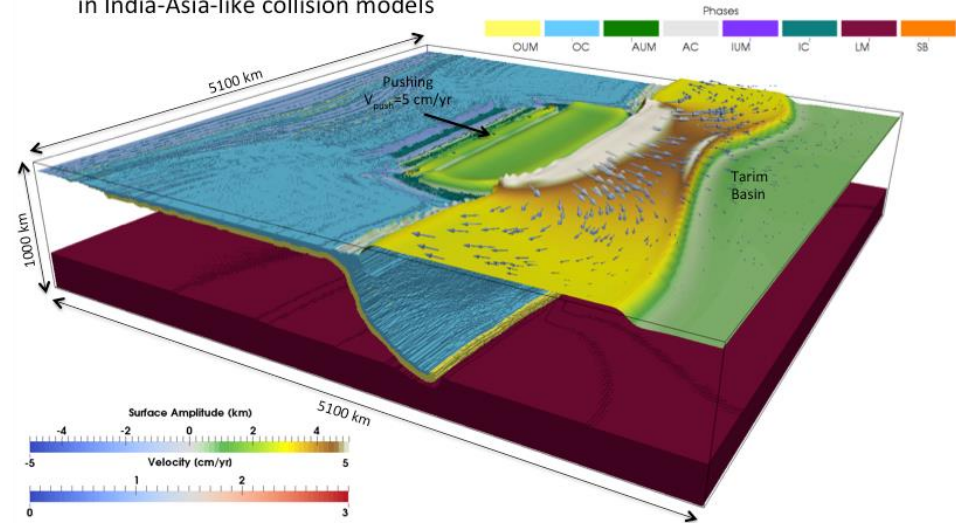 in India-Asia-like collision models
Phases
OUM OC AUM AC IUM IC LM SB
5100 km
Pushing
Vpush=5 cm/yr
Tarim
Basin
1000 km
5100 km
Surface Amplitude (km)
-4 -2 0 2 4
-5 5
Velocity (cm/yr)
1 2
0 3